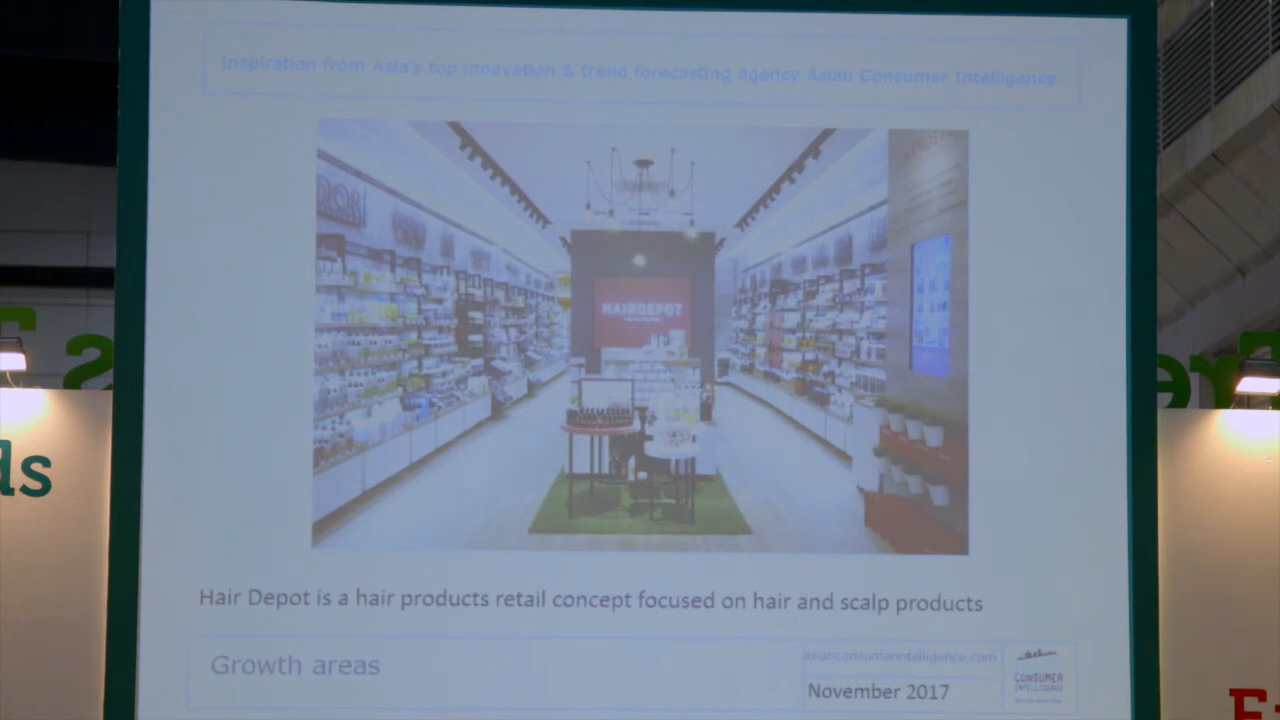 Inspiration from Asia's top innovation & trend forecasting agency Asian Consumer Intelligence
HAIRDEPOT
Hair Depot is a hair products retail concept focused on hair and scalp products
Growth areas
asianconsumerintelligence.com
November 2017
CONSUMER
INTELLIGENCE
ds